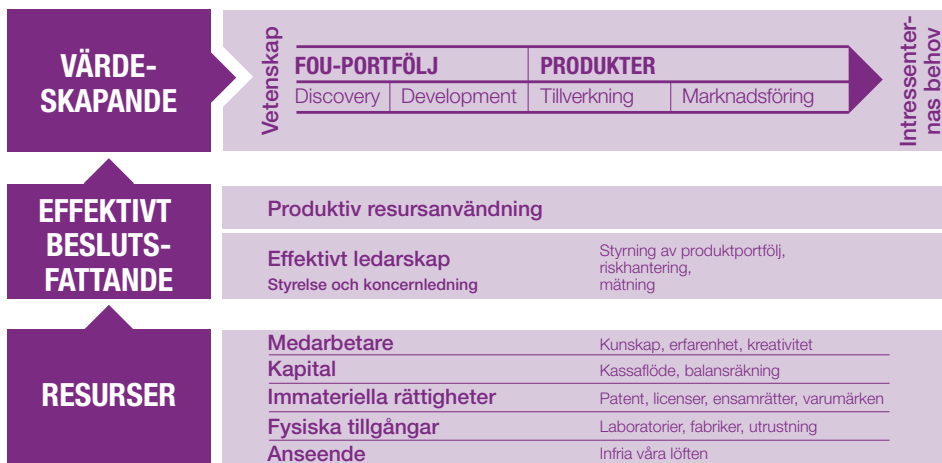 VÄRDE-
SKAPANDE
Vetenskap
FOU-PORTFÖLJ PRODUKTER
Discovery Development Tillverkning Marknadsföring
Intressenter-
nas behov
EFFEKTIVT
BESLUTS-
FATTANDE
Produktiv resursanvändning
Effektivt ledarskap
Styrelse och koncernledning
Styrning av produktportfölj,
riskhantering,
mätning
RESURSER
Medarbetare Kunskap, erfarenhet, kreativitet
Kapital Kassaflöde, balansräkning
Immateriella rättigheter Patent, licenser, ensamrätter, varumärken
Fysiska tillgångar Laboratorier, fabriker, utrustning
Anseende Infria våra löften